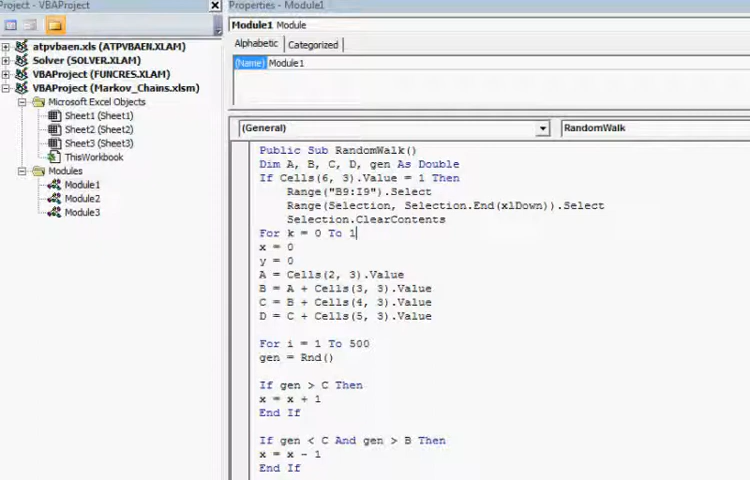 Project - VBAProject
atpvbaen.xls (ATPVBAEN.XLAM)
Solver (SOLVER.XLAM)
VBAProject (FUNCRES.XLAM)
VBAProject (Markov_Chains.xlsm)
Microsoft Excel Objects
Sheet1 (Sheet1)
Sheet2 (Sheet2)
Sheet3 (Sheet3)
ThisWorkbook
Modules
Module1
Module2
Module3
Properties - Module1
Module1 Module
Alphabetic Categorized
(Name) Module1
(General) RandomWalk
Public Sub RandomWalk()
Dim A, B, C, D, gen As Double
If Cells(6, 3).Value = 1 Then
Range("B9:I9").Select
Range(Selection, Selection.End(xlDown)).Select
Selection.ClearContents
For k = 0 To 1
x = 0
y = 0
A = Cells(2, 3).Value
B = A + Cells(3, 3).Value
C = B + Cells(4, 3).Value
D = C + Cells(5, 3).Value
For i = 1 To 500
gen = Rnd()
If gen > C Then
x = x + 1
End If
If gen < C And gen > B Then
x = x - 1
End If